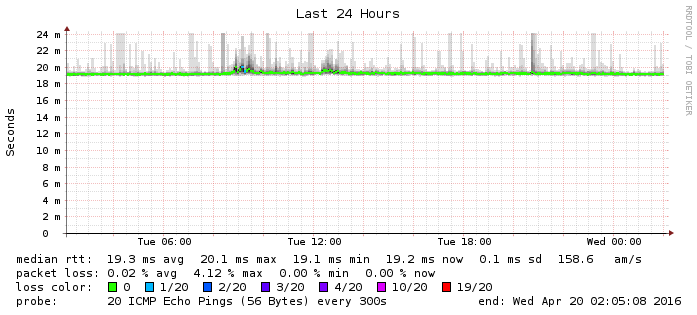 Last 24 Hours
RRDTOOL / TOBI OETIKER
Seconds
24 m
22 m
20 m
18 m
16 m
14 m
12 m
10 m
8 m
6 m
4 m
2 m
0
Tue 06:00 Tue 12:00 Tue 18:00 Wed 00:00
median rtt: 19.3 ms avg 20.1 ms max 19.1 ms min 19.2 ms now 0.1 ms sd 158.6 am/s
packet loss: 0.02 % avg 4.12 % max 0.00 % min 0.00 % now
loss color: 0 1/20 2/20 3/20 4/20 10/20 19/20
probe: 20 ICMP Echo Pings (56 Bytes) every 300s end: Wed Apr 20 02:05:08 2016